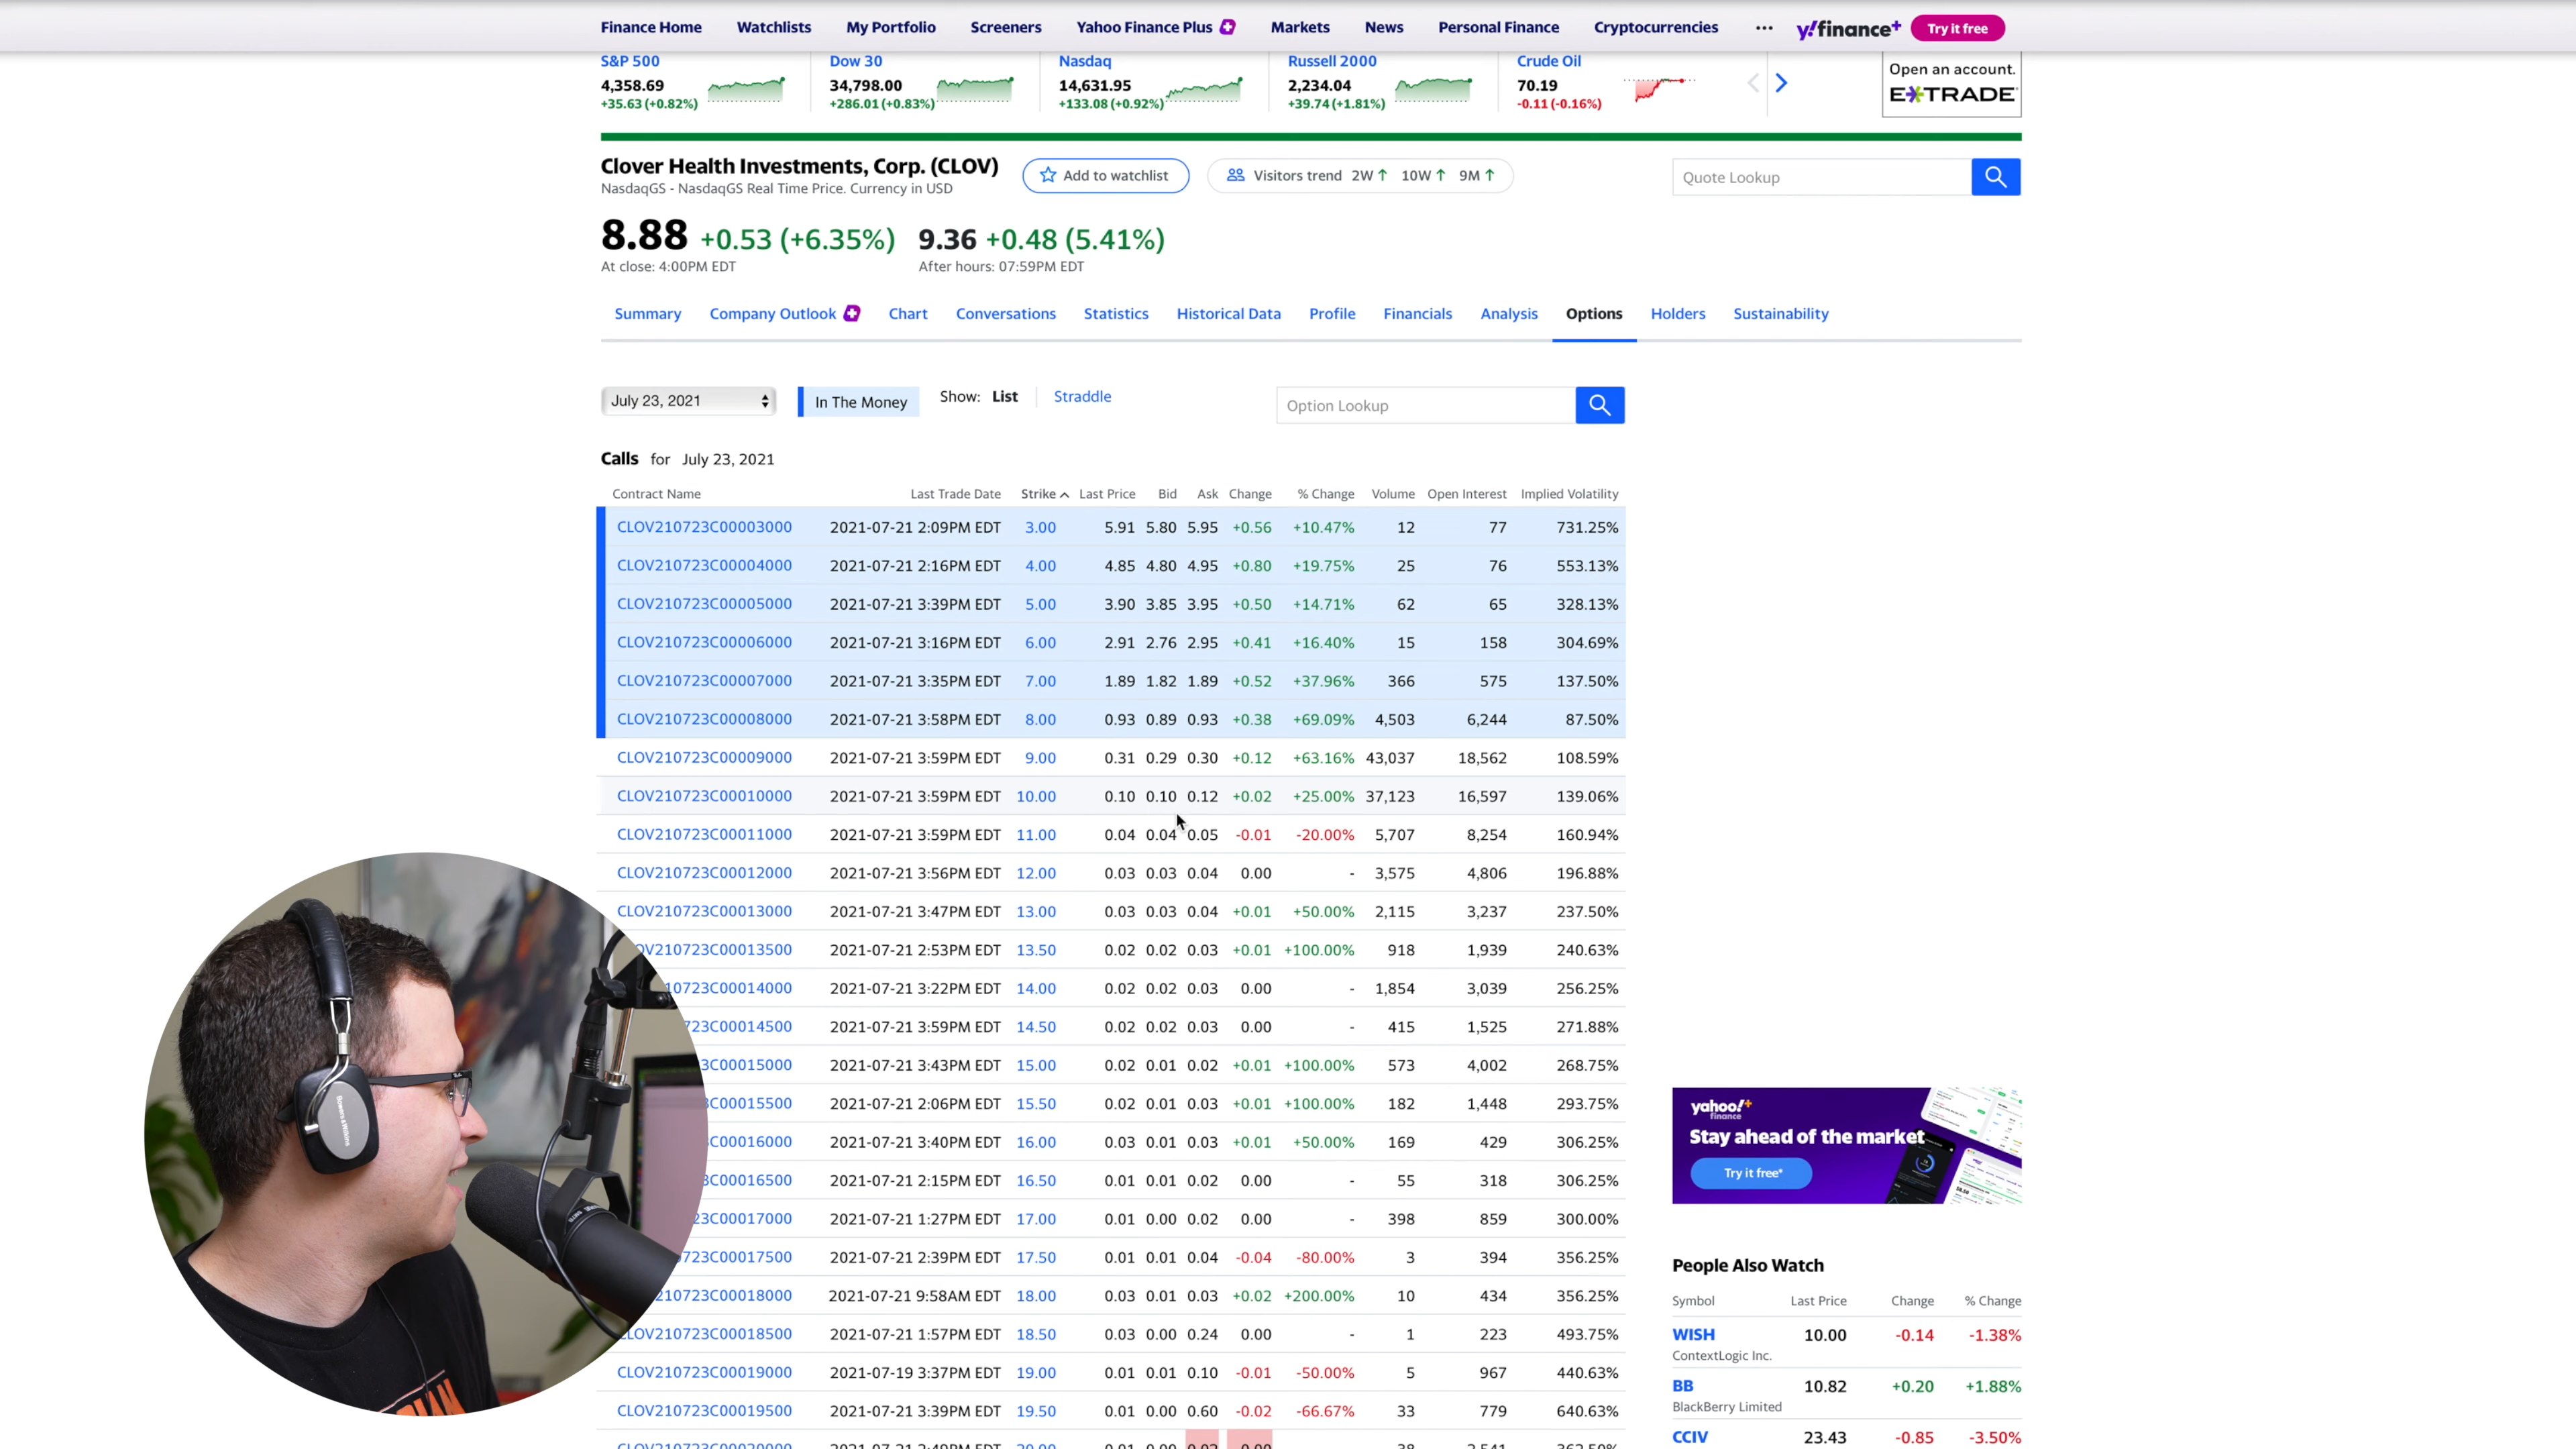 Finance Home Watchlists My Portfolio Screeners Yahoo Finance Plus Markets News Personal Finance Cryptocurrencies ··· y!finance+ Try it free
S&P 500 Dow 30 Nasdaq Russell 2000 Crude Oil
4,358.69 34,798.00 14,631.95 2,234.04 70.19
+35.63 (+0.82%) +286.01 (+0.83%) +133.08 (+0.92%) +39.74 (+1.81%) -0.11 (-0.16%)
Open an account.
E*TRADE
Clover Health Investments, Corp. (CLOV)
NasdaqGS - NasdaqGS Real Time Price. Currency in USD
Add to watchlist
Visitors trend 2W ↑ 10W ↑ 9M ↑
Quote Lookup
8.88 +0.53 (+6.35%) 9.36 +0.48 (5.41%)
At close: 4:00PM EDT After hours: 07:59PM EDT
Summary Company Outlook Chart Conversations Statistics Historical Data Profile Financials Analysis Options Holders Sustainability
July 23, 2021 In The Money Show: List Straddle Option Lookup
Calls for July 23, 2021
Contract Name Last Trade Date Strike Last Price Bid Ask Change % Change Volume Open Interest Implied Volatility
CLOV210723C00003000 2021-07-21 2:09PM EDT 3.00 5.91 5.80 5.95 +0.56 +10.47% 12 77 731.25%
CLOV210723C00004000 2021-07-21 2:16PM EDT 4.00 4.85 4.80 4.95 +0.80 +19.75% 25 76 553.13%
CLOV210723C00005000 2021-07-21 3:39PM EDT 5.00 3.90 3.85 3.95 +0.50 +14.71% 62 65 328.13%
CLOV210723C00006000 2021-07-21 3:16PM EDT 6.00 2.91 2.76 2.95 +0.41 +16.40% 15 158 304.69%
CLOV210723C00007000 2021-07-21 3:35PM EDT 7.00 1.89 1.82 1.89 +0.52 +37.96% 366 575 137.50%
CLOV210723C00008000 2021-07-21 3:58PM EDT 8.00 0.93 0.89 0.93 +0.38 +69.09% 4,503 6,244 87.50%
CLOV210723C00009000 2021-07-21 3:59PM EDT 9.00 0.31 0.29 0.30 +0.12 +63.16% 43,037 18,562 108.59%
CLOV210723C00010000 2021-07-21 3:59PM EDT 10.00 0.10 0.10 0.12 +0.02 +25.00% 37,123 16,597 139.06%
CLOV210723C00011000 2021-07-21 3:59PM EDT 11.00 0.04 0.04 0.05 -0.01 -20.00% 5,707 8,254 160.94%
CLOV210723C00012000 2021-07-21 3:56PM EDT 12.00 0.03 0.03 0.04 0.00 - 3,575 4,806 196.88%
CLOV210723C00013000 2021-07-21 3:47PM EDT 13.00 0.03 0.03 0.04 +0.01 +50.00% 2,115 3,237 237.50%
OV210723C00013500 2021-07-21 2:53PM EDT 13.50 0.02 0.02 0.03 +0.01 +100.00% 918 1,939 240.63%
10723C00014000 2021-07-21 3:22PM EDT 14.00 0.02 0.02 0.03 0.00 - 1,854 3,039 256.25%
723C00014500 2021-07-21 3:59PM EDT 14.50 0.02 0.02 0.03 0.00 - 415 1,525 271.88%
3C00015000 2021-07-21 3:43PM EDT 15.00 0.02 0.01 0.02 +0.01 +100.00% 573 4,002 268.75%
C00015500 2021-07-21 2:06PM EDT 15.50 0.02 0.01 0.03 +0.01 +100.00% 182 1,448 293.75%
C00016000 2021-07-21 3:40PM EDT 16.00 0.03 0.01 0.03 +0.01 +50.00% 169 429 306.25%
3C00016500 2021-07-21 2:15PM EDT 16.50 0.01 0.01 0.02 0.00 - 55 318 306.25%
23C00017000 2021-07-21 1:27PM EDT 17.00 0.01 0.00 0.02 0.00 - 398 859 300.00%
0723C00017500 2021-07-21 2:39PM EDT 17.50 0.01 0.01 0.04 -0.04 -80.00% 3 394 356.25%
210723C00018000 2021-07-21 9:58AM EDT 18.00 0.03 0.01 0.03 +0.02 +200.00% 10 434 356.25%
LOV210723C00018500 2021-07-21 1:57PM EDT 18.50 0.03 0.00 0.24 0.00 - 1 223 493.75%
CLOV210723C00019000 2021-07-19 3:37PM EDT 19.00 0.01 0.01 0.10 -0.01 -50.00% 5 967 440.63%
CLOV210723C00019500 2021-07-21 3:39PM EDT 19.50 0.01 0.00 0.60 -0.02 -66.67% 33 779 640.63%
Bowers&Wilkins
yahoo!+
finance
Stay ahead of the market
Try it free*
People Also Watch
Symbol Last Price Change % Change
WISH 10.00 -0.14 -1.38%
ContextLogic Inc.
BB 10.82 +0.20 +1.88%
BlackBerry Limited
CCIV 23.43 -0.85 -3.50%